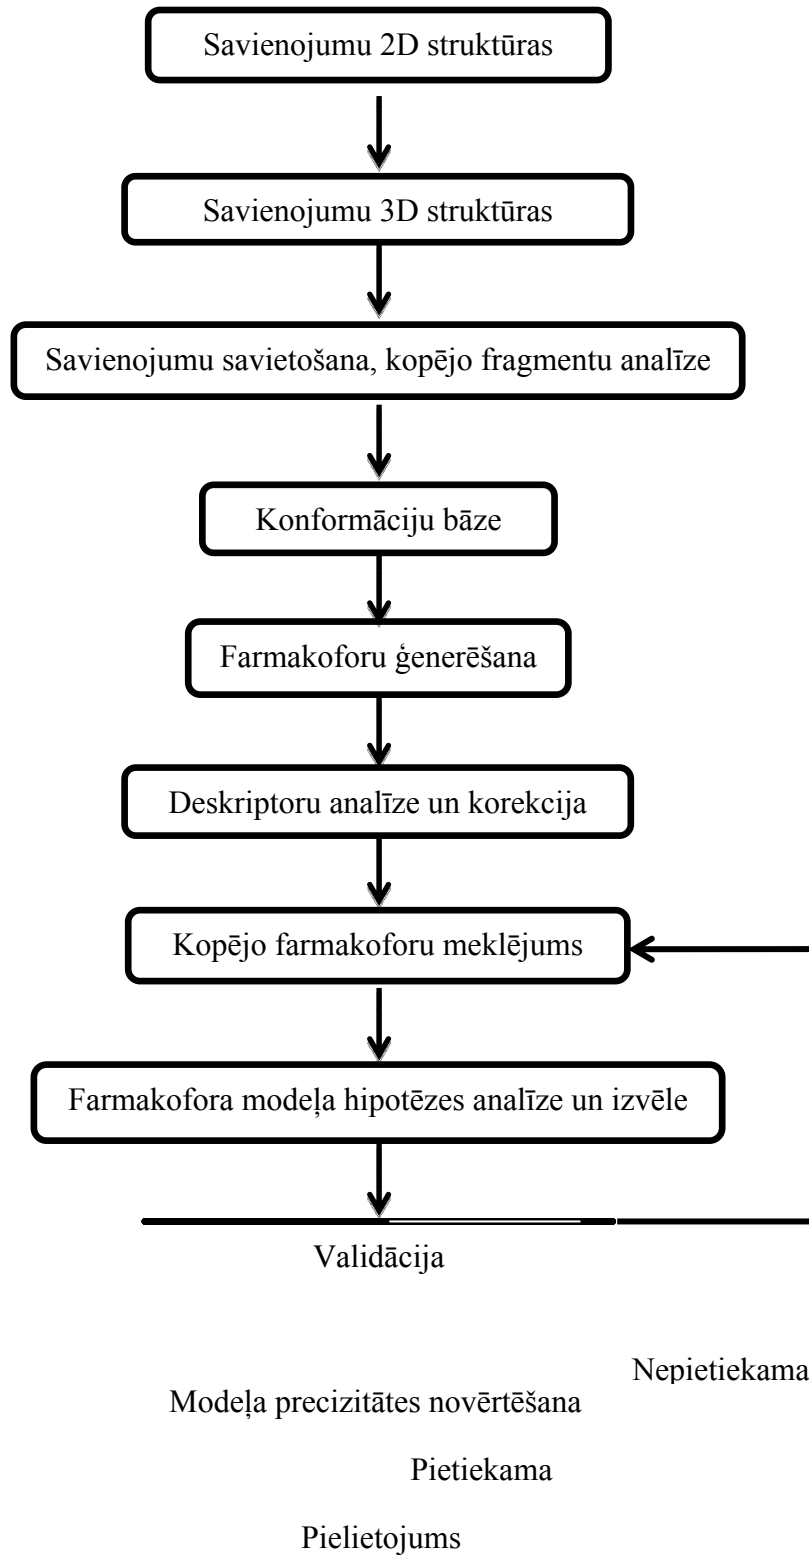 Savienojumu 2D struktūras
Savienojumu 3D struktūras
Savienojumu savietošana, kopējo fragmentu analīze
Konformāciju bāze
Farmakoforu ģenerēšana
Deskriptoru analīze un korekcija
Kopējo farmakoforu meklējums
Farmakofora modeļa hipotēzes analīze un izvēle
Validācija
Nepietiekama
Modeļa precizitātes novērtēšana
Pietiekama
Pielietojums